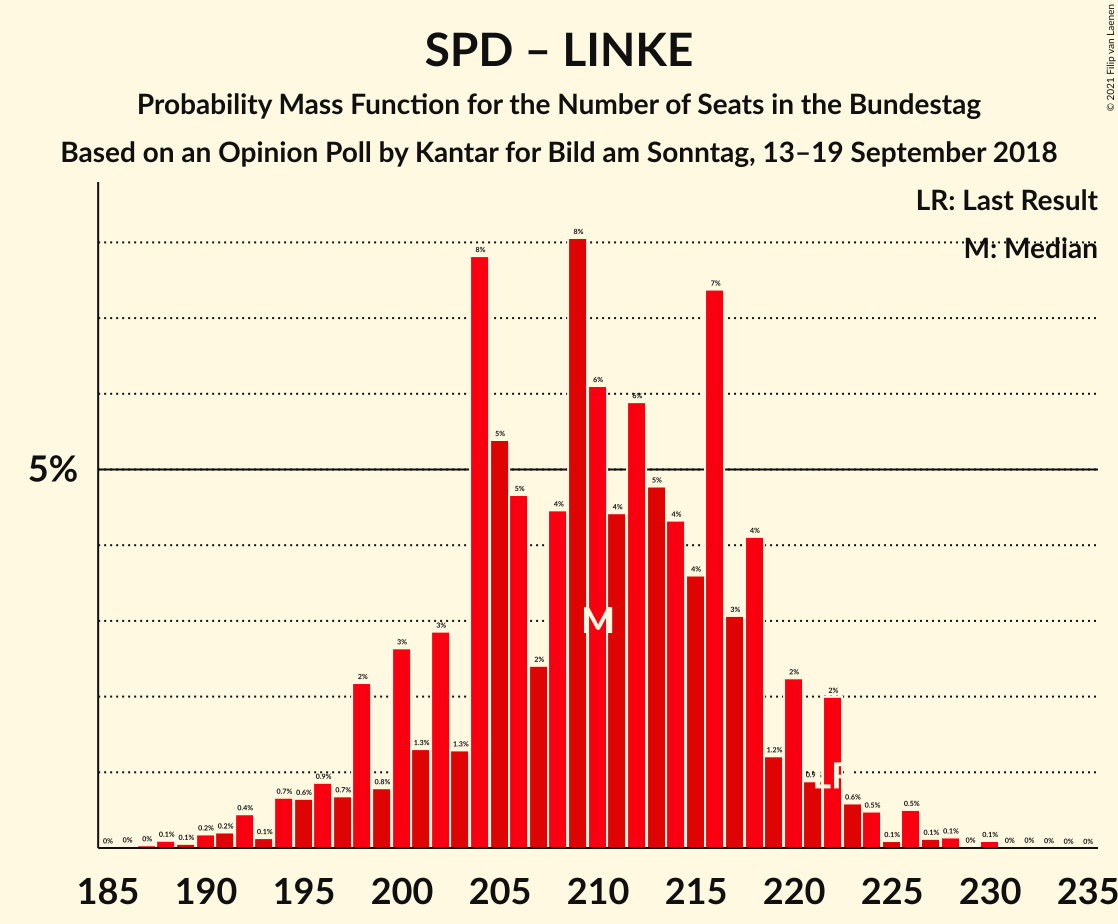 SPD – LINKE
Probability Mass Function for the Number of Seats in the Bundestag
Based on an Opinion Poll by Kantar for Bild am Sonntag, 13–19 September 2018
© 2021 Filip van Laenen
LR: Last Result
M: Median
5%
0% 0% 0% 0.1% 0.1% 0.2% 0.2% 0.4% 0.1% 0.7% 0.6% 0.9% 0.7% 2% 0.8% 3% 1.3% 3% 1.3% 8% 5% 5% 2% 4% 8% 6% 4% 6% 5% 4% 4% 7% 3% 4% 1.2% 2% 0.9% 2% 0.6% 0.5% 0.1% 0.5% 0.1% 0.1% 0% 0.1% 0% 0% 0% 0% 0%
M
LR
185 190 195 200 205 210 215 220 225 230 235